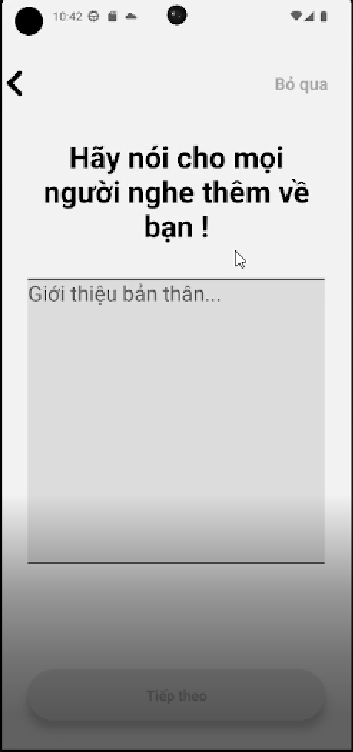 10:42
Bỏ qua
Hãy nói cho mọi
người nghe thêm về
bạn !
Giới thiệu bản thân...
Tiếp theo